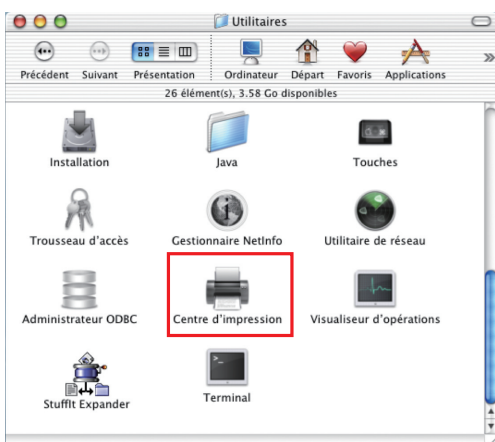 Utilitaires
Précédent Suivant Présentation Ordinateur Départ Favoris Applications
26 élément(s), 3.58 Go disponibles
Installation Java Touches
Trousseau d'accès Gestionnaire NetInfo Utilitaire de réseau
Administrateur ODBC Centre d'impression Visualiseur d'opérations
StuffIt Expander Terminal